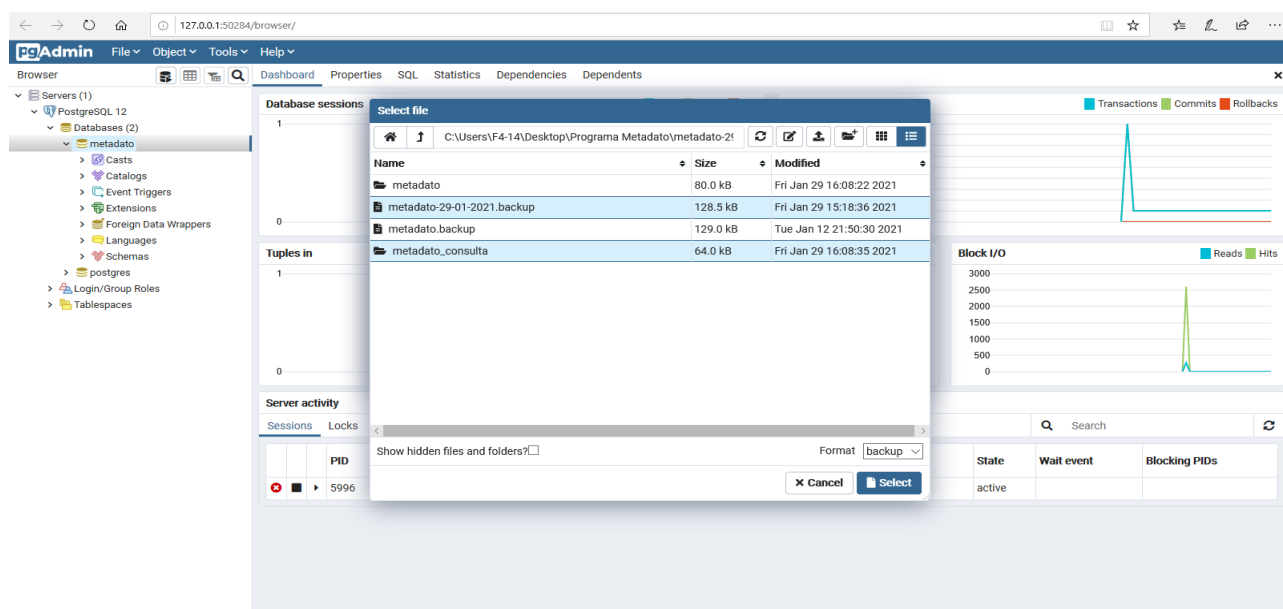 127.0.0.1:50284/browser/
pgAdmin File Object Tools Help
Browser
Dashboard Properties SQL Statistics Dependencies Dependents
Servers (1)
PostgreSQL 12
Databases (2)
metadato
Casts
Catalogs
Event Triggers
Extensions
Foreign Data Wrappers
Languages
Schemas
postgres
Login/Group Roles
Tablespaces
Database sessions
1
0
Transactions Commits Rollbacks
Select file
C:\Users\F4-14\Desktop\Programa Metadato\metadato-29
Name Size Modified
metadato 80.0 kB Fri Jan 29 16:08:22 2021
metadato-29-01-2021.backup 128.5 kB Fri Jan 29 15:18:36 2021
metadato.backup 129.0 kB Tue Jan 12 21:50:30 2021
metadato_consulta 64.0 kB Fri Jan 29 16:08:35 2021
Show hidden files and folders?
Format backup
Cancel Select
Tuples in
1
0
Block I/O
Reads Hits
3000
2500
2000
1500
1000
500
0
Server activity
Sessions Locks
Search
PID State Wait event Blocking PIDs
5996 active